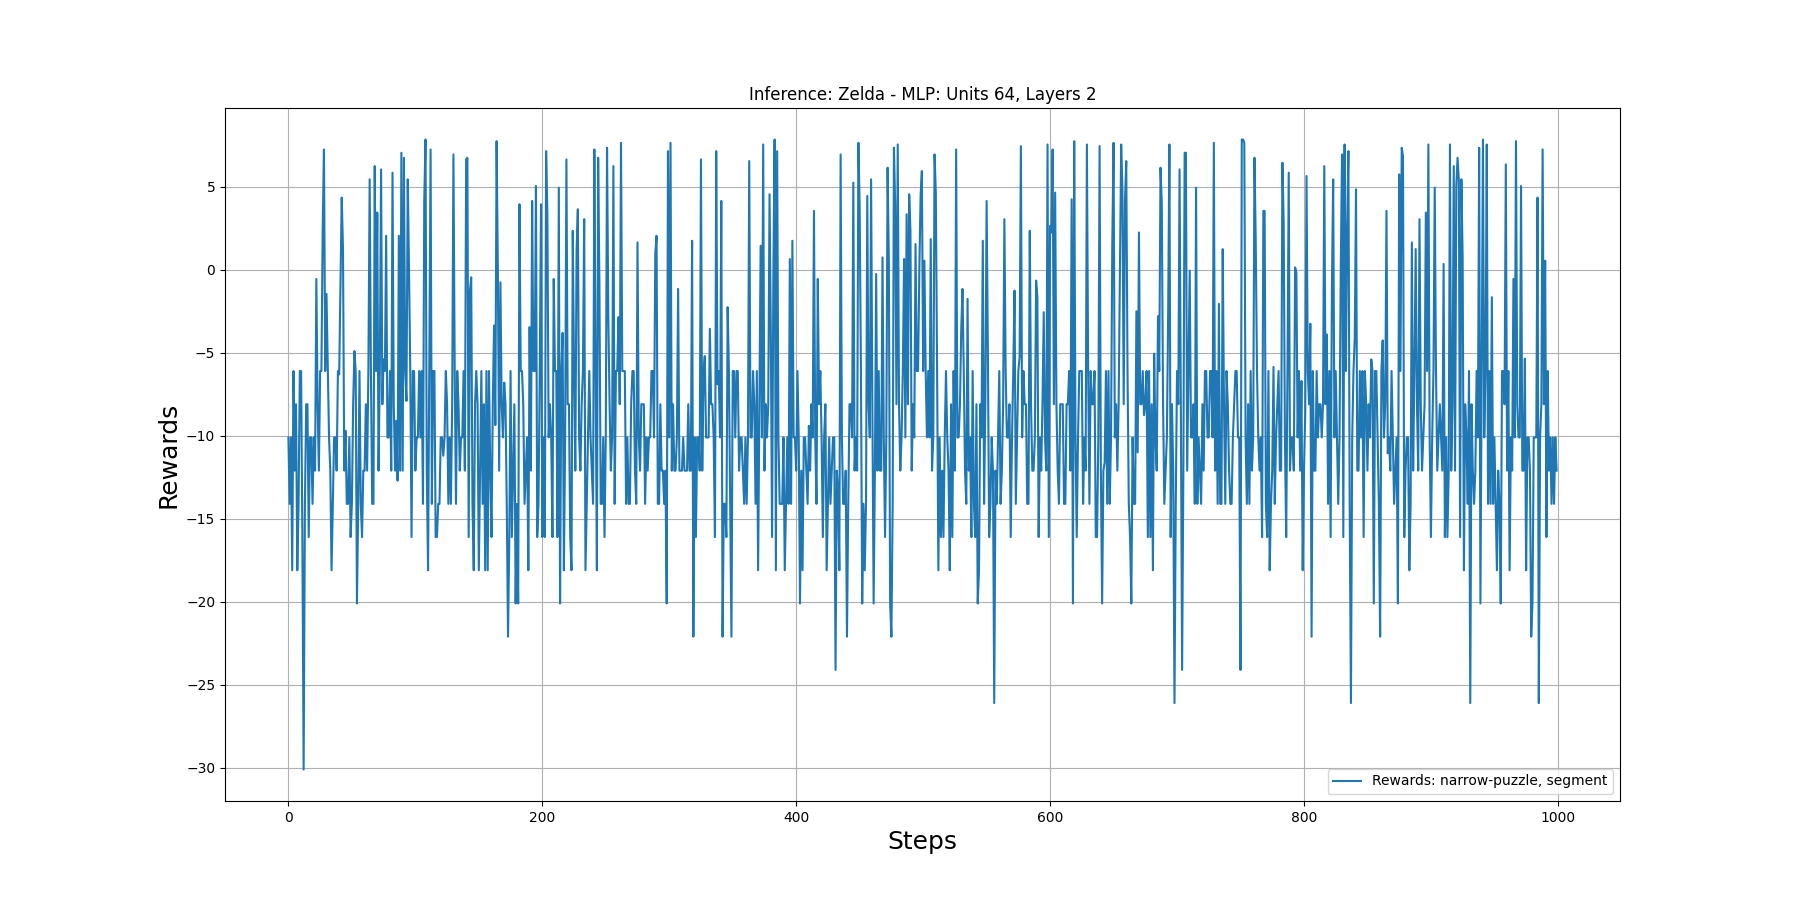 Inference: Zelda - MLP: Units 64, Layers 2
Rewards
5
0
−5
−10
−15
−20
−25
−30
Rewards: narrow-puzzle, segment
0 200 400 600 800 1000
Steps